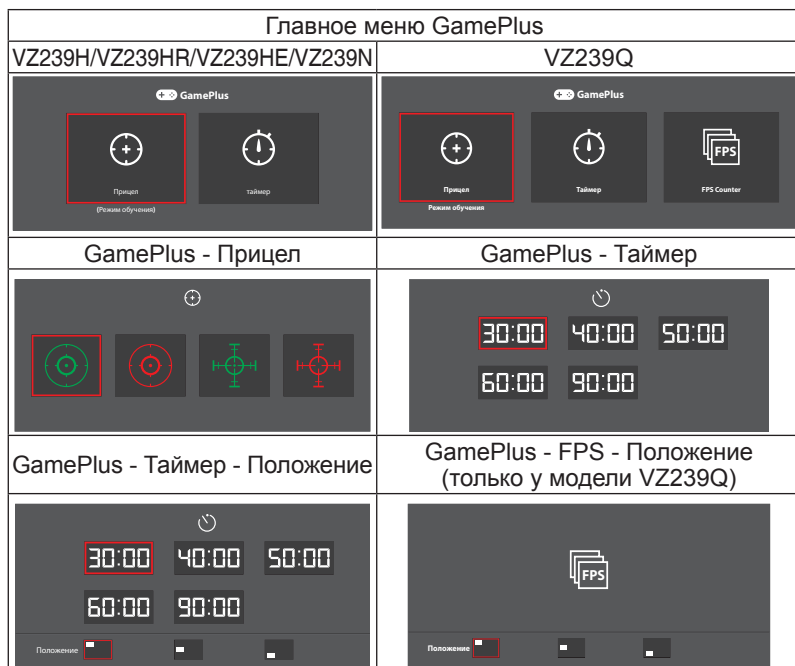 Главное меню GamePlus
VZ239H/VZ239HR/VZ239HE/VZ239N
VZ239Q
GamePlus
Прицел
таймер
(Режим обучения)
GamePlus
FPS
Прицел
Таймер
FPS Counter
Режим обучения
GamePlus - Прицел
GamePlus - Таймер
30:00 40:00 50:00
60:00 90:00
GamePlus - Таймер - Положение
GamePlus - FPS - Положение
(только у модели VZ239Q)
30:00 40:00 50:00
60:00 90:00
Положение
FPS
Положение